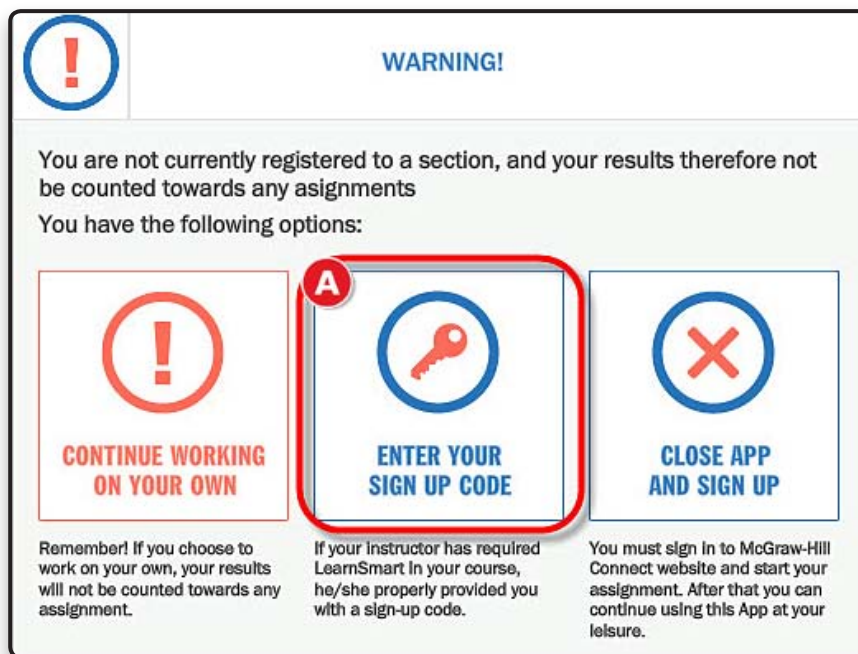 WARNING!
You are not currently registered to a section, and your results therefore not
be counted towards any asignments
You have the following options:
A
CONTINUE WORKING
ON YOUR OWN
Remember! If you choose to
work on your own, your results
will not be counted towards any
assignment.
ENTER YOUR
SIGN UP CODE
If your instructor has required
LearnSmart in your course,
he/she properly provided you
with a sign-up code.
CLOSE APP
AND SIGN UP
You must sign in to McGraw-Hill
Connect website and start your
assignment. After that you can
continue using this App at your
leisure.